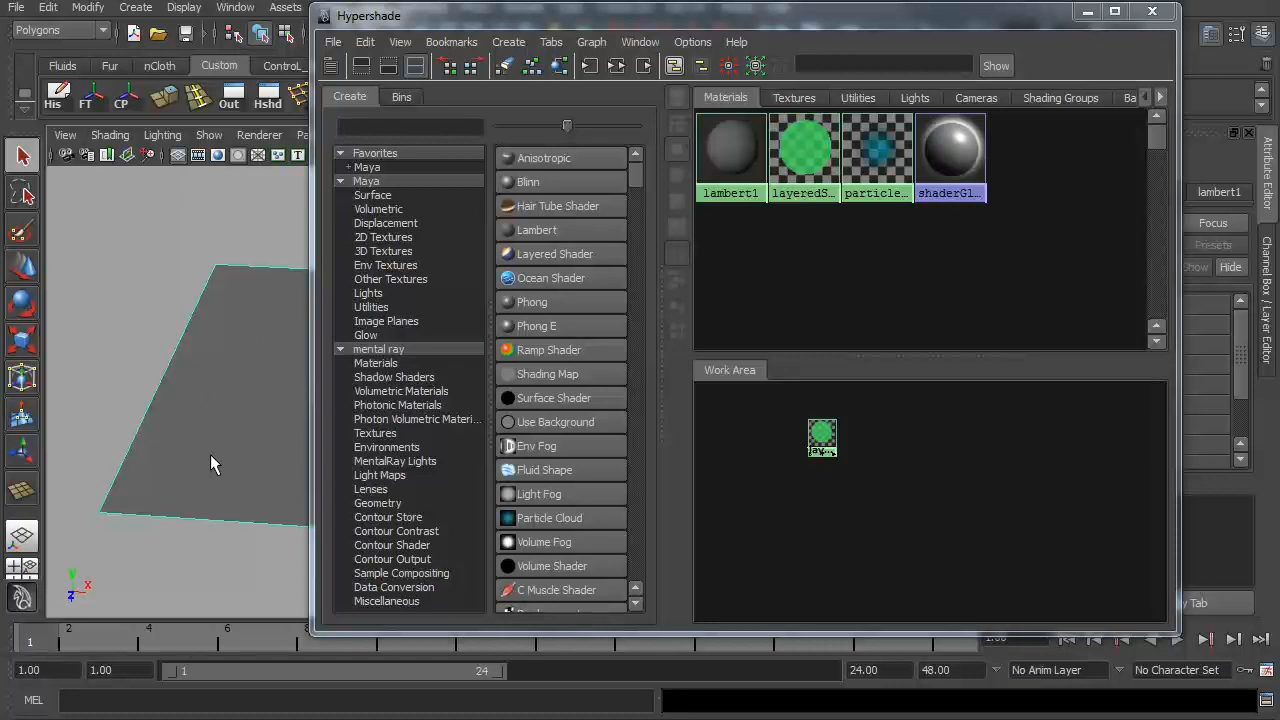 File Edit Modify Create Display Window Assets
Hypershade
Polygons
File Edit View Bookmarks Create Tabs Graph Window Options Help
Show
Fluids Fur nCloth Custom
His FT CP Out Hshd
View Shading Lighting Show Renderer
Create Bins
Favorites
+ Maya
Maya
Surface
Volumetric
Displacement
2D Textures
3D Textures
Env Textures
Other Textures
Lights
Utilities
Image Planes
Glow
mental ray
Materials
Shadow Shaders
Volumetric Materials
Photonic Materials
Photon Volumetric Materi...
Textures
Environments
MentalRay Lights
Light Maps
Lenses
Geometry
Contour Store
Contour Contrast
Contour Shader
Contour Output
Sample Compositing
Data Conversion
Miscellaneous
Anisotropic
Blinn
Hair Tube Shader
Lambert
Layered Shader
Ocean Shader
Phong
Phong E
Ramp Shader
Shading Map
Surface Shader
Use Background
Env Fog
Fluid Shape
Light Fog
Particle Cloud
Volume Fog
Volume Shader
C Muscle Shader
Materials Textures Utilities Lights Cameras Shading Groups Ba
lambert1 layeredS... particle... shaderGl...
Work Area
lambert1
Focus
Presets
Show Hide
Attribute Editor
Channel Box / Layer Editor
y Tab
y x z
1 2 4 6 8 1.00
1.00 1.00 1 24 24.00 48.00 No Anim Layer No Character Set
MEL